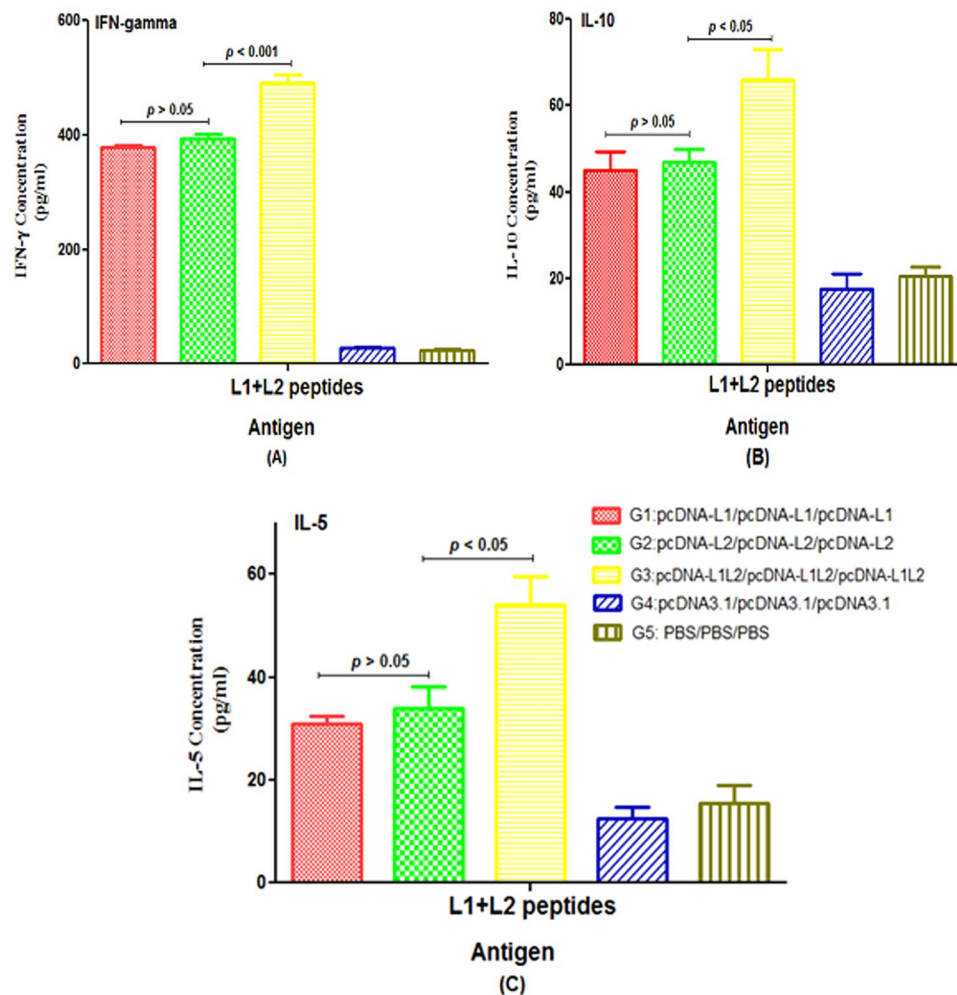 IFN-gamma
600
400
200
0
IFN-γ Concentration
(pg/ml)
p > 0.05
p < 0.001
L1+L2 peptides
Antigen
(A)
IL-10
80
60
40
20
0
IL-10 Concentration
(pg/ml)
p > 0.05
p < 0.05
L1+L2 peptides
Antigen
(B)
IL-5
60
40
20
0
IL-5 Concentration
(pg/ml)
p > 0.05
p < 0.05
L1+L2 peptides
Antigen
(C)
G1:pcDNA-L1/pcDNA-L1/pcDNA-L1
G2:pcDNA-L2/pcDNA-L2/pcDNA-L2
G3:pcDNA-L1L2/pcDNA-L1L2/pcDNA-L1L2
G4:pcDNA3.1/pcDNA3.1/pcDNA3.1
G5: PBS/PBS/PBS